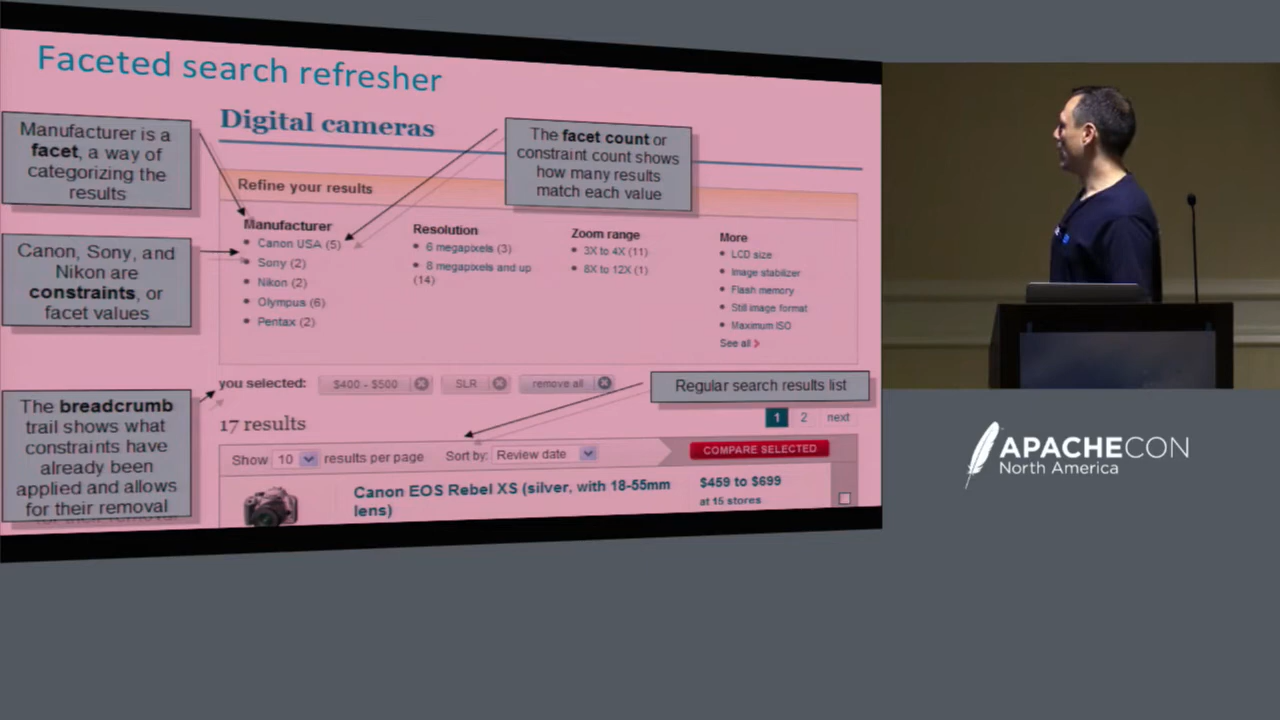 Faceted search refresher
Digital cameras
Manufacturer is a
facet, a way of
categorizing the
results
The facet count or
constraint count shows
how many results
match each value
Refine your results
Manufacturer
Canon USA (5)
Sony (2)
Nikon (2)
Olympus (6)
Pentax (2)
Resolution
6 megapixels (3)
8 megapixels and up
(14)
Zoom range
3X to 4X (11)
8X to 12X (1)
More
LCD size
Image stabilizer
Flash memory
Still image format
Maximum ISO
See all
Canon, Sony, and
Nikon are
constraints, or
facet values
you selected:
$400 - $500
SLR
remove all
Regular search results list
The breadcrumb
trail shows what
constraints have
already been
applied and allows
for their removal
17 results
1 2 next
Show 10 results per page
Sort by: Review date
COMPARE SELECTED
Canon EOS Rebel XS (silver, with 18-55mm
lens)
$459 to $699
at 15 stores
APACHECON
North America